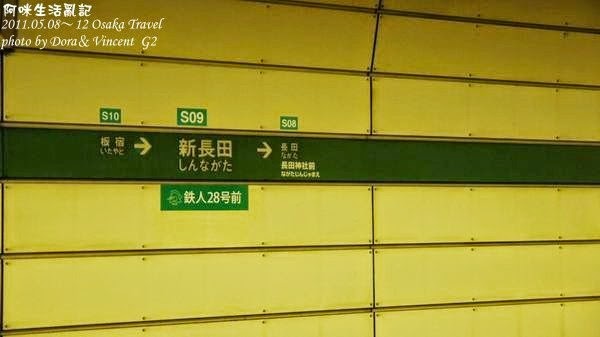 阿咪生活亂記
2011.05.08~ 12 Osaka Travel
photo by Dora& Vincent G2
S10
S09
S08
板宿
いたやど
新長田
しんながた
長田
ながた
長田神社前
ながたじんじゃまえ
鉄人28号前